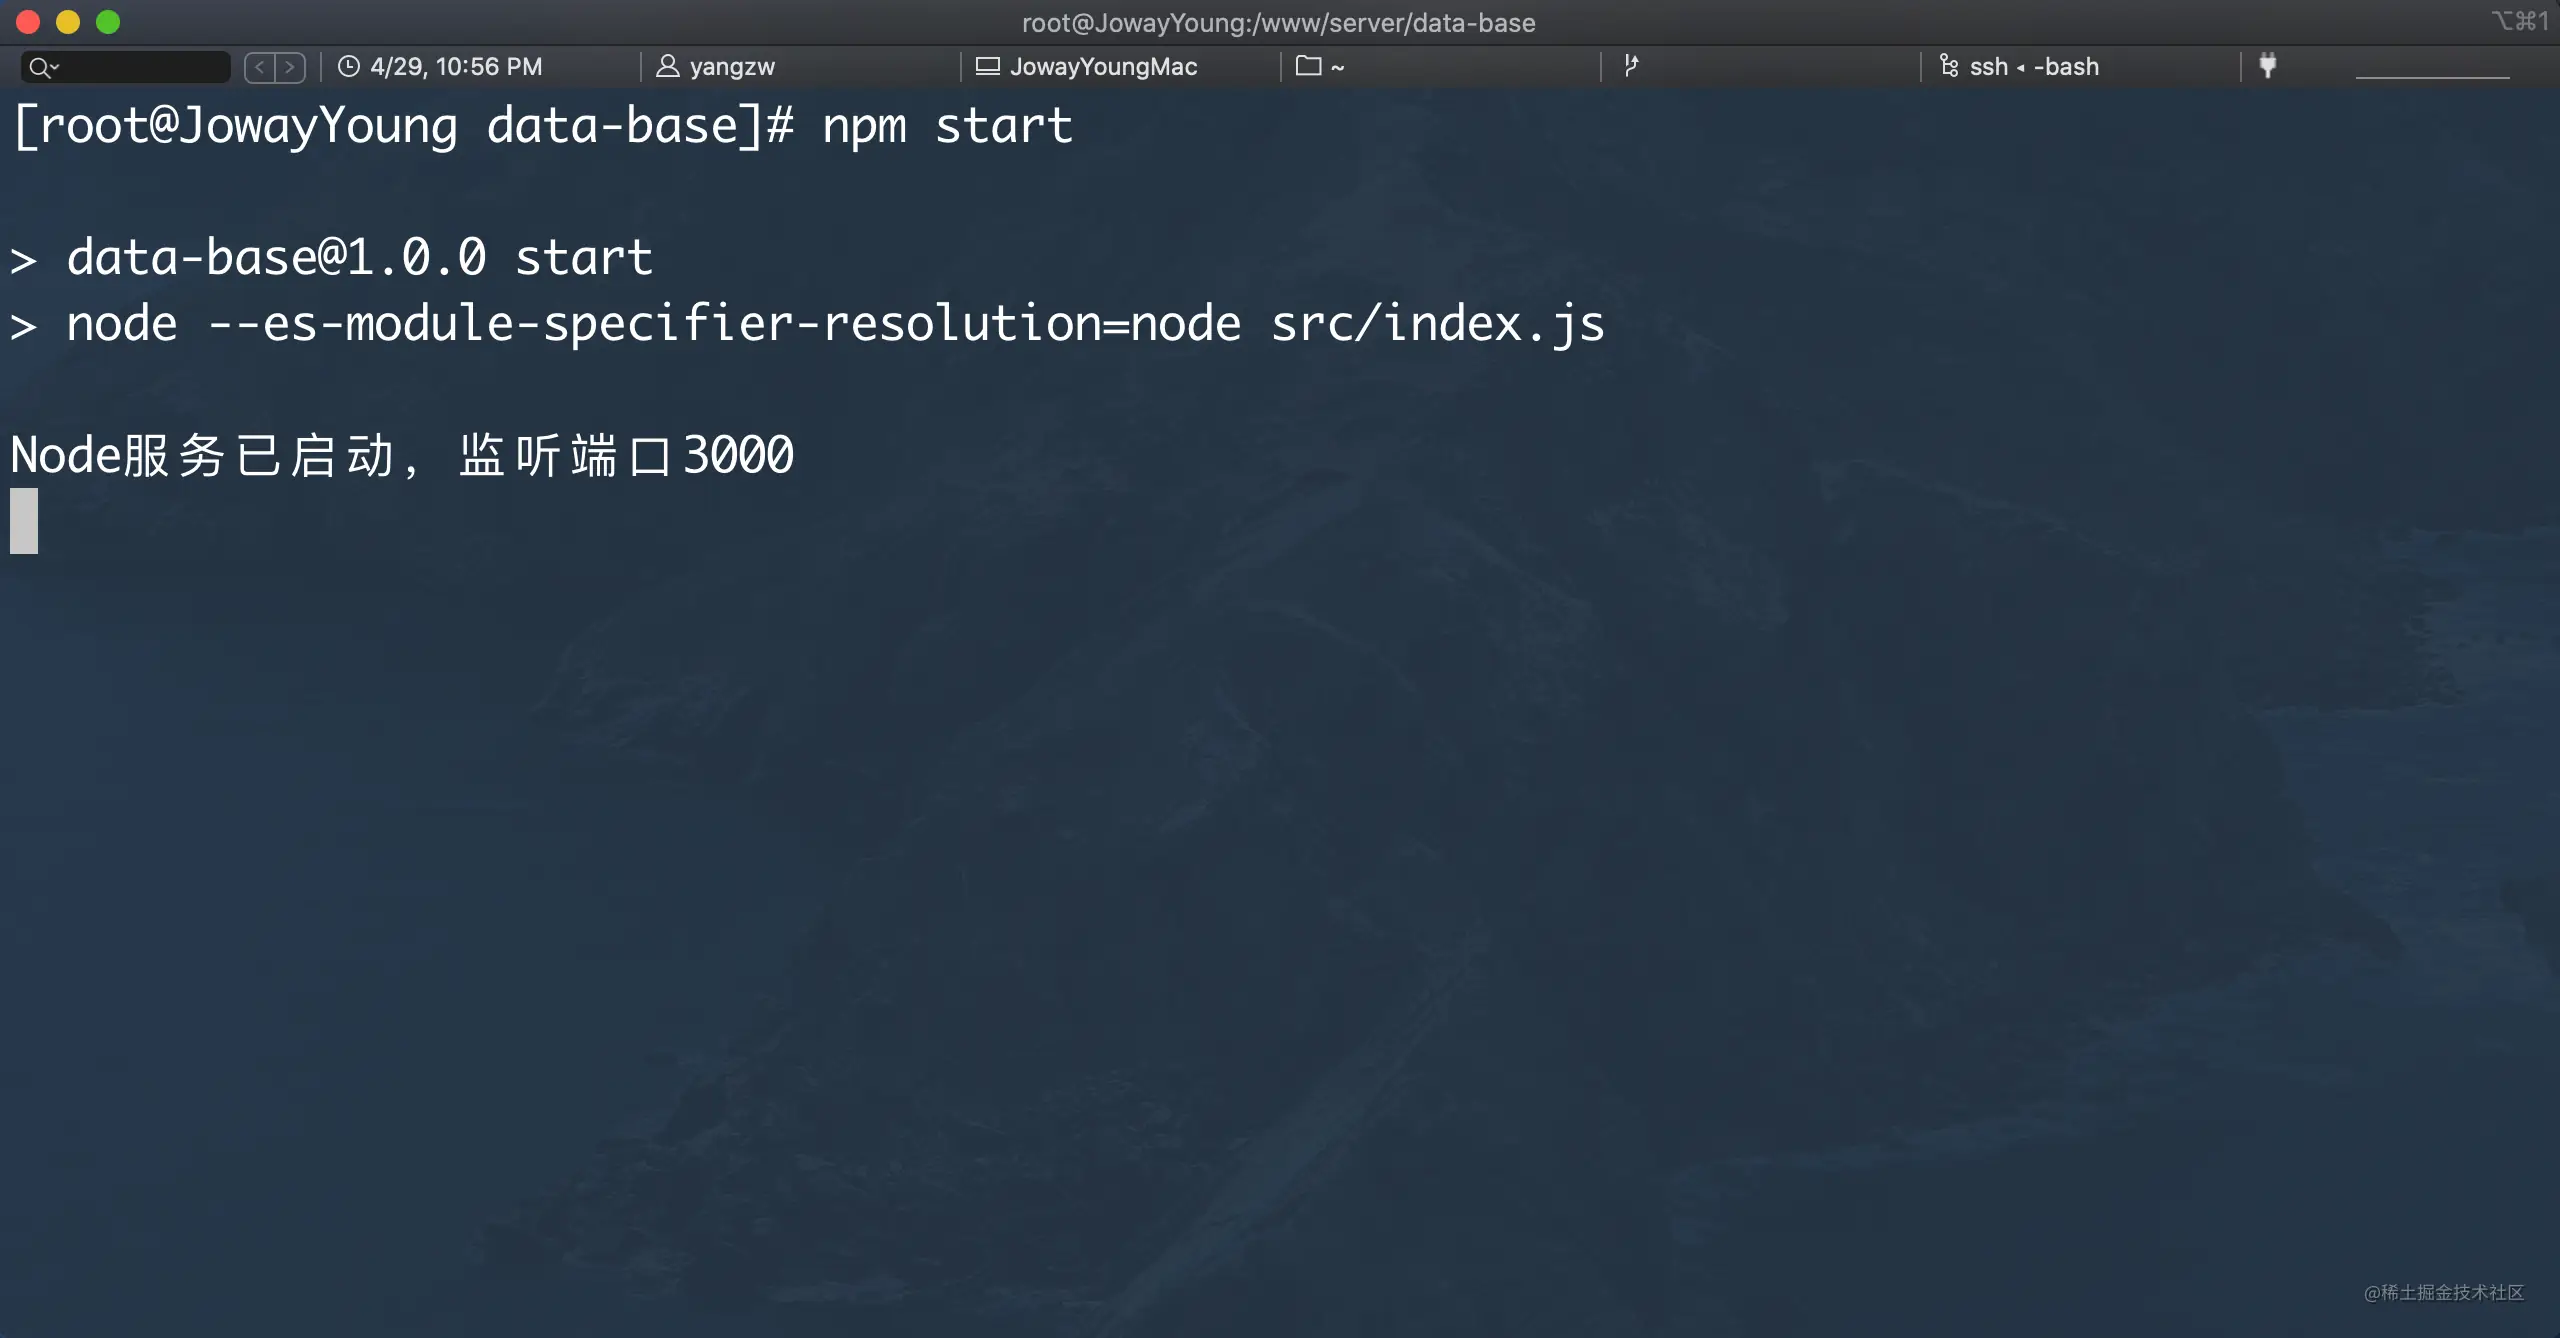 root@JowayYoung:/www/server/data-base
⌥⌘1
4/29, 10:56 PM
yangzw
JowayYoungMac
~
ssh ◂ -bash
[root@JowayYoung data-base]# npm start
> data-base@1.0.0 start
> node --es-module-specifier-resolution=node src/index.js
Node服务已启动，监听端口3000
@稀土掘金技术社区